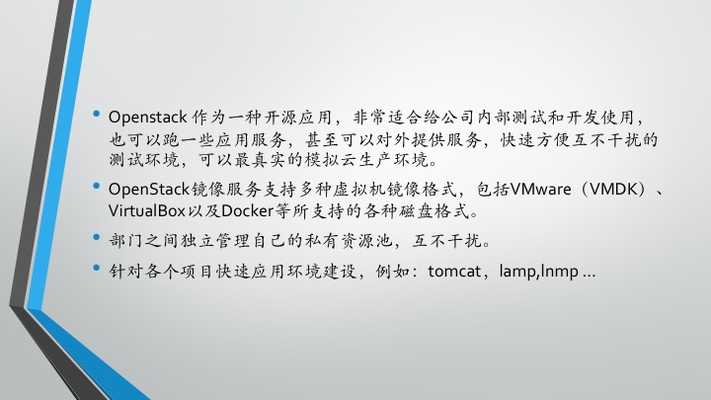 • Openstack 作为一种开源应用，非常适合给公司内部测试和开发使用，
也可以跑一些应用服务，甚至可以对外提供服务，快速方便互不干扰的
测试环境，可以最真实的模拟云生产环境。
• OpenStack镜像服务支持多种虚拟机镜像格式，包括VMware（VMDK）、
VirtualBox以及Docker等所支持的各种磁盘格式。
• 部门之间独立管理自己的私有资源池，互不干扰。
• 针对各个项目快速应用环境建设，例如：tomcat，lamp,lnmp ...